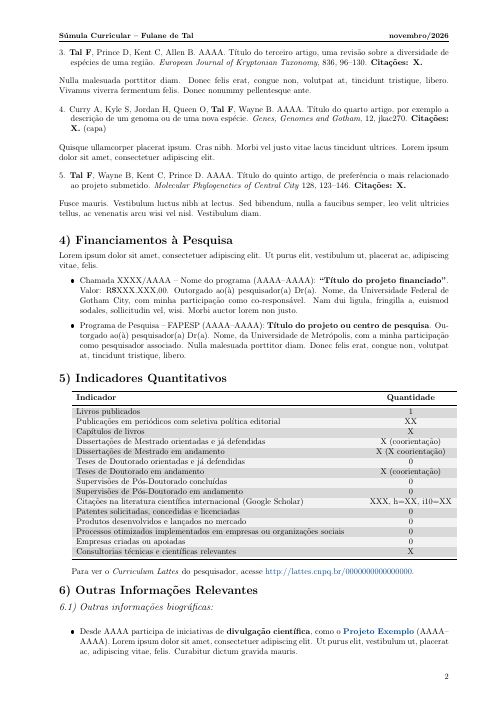 Súmula Curricular – Fulane de Tal novembro/2026
3. Tal F, Prince D, Kent C, Allen B. AAAA. Título do terceiro artigo, uma revisão sobre a diversidade de
espécies de uma região. European Journal of Kryptonian Taxonomy, 836, 96–130. Citações: X.
Nulla malesuada porttitor diam. Donec felis erat, congue non, volutpat at, tincidunt tristique, libero.
Vivamus viverra fermentum felis. Donec nonummy pellentesque ante.
4. Curry A, Kyle S, Jordan H, Queen O, Tal F, Wayne B. AAAA. Título do quarto artigo, por exemplo a
descrição de um genoma ou de uma nova espécie. Genes, Genomes and Gotham, 12, jkac270. Citações:
X. (capa)
Quisque ullamcorper placerat ipsum. Cras nibh. Morbi vel justo vitae lacus tincidunt ultrices. Lorem ipsum
dolor sit amet, consectetuer adipiscing elit.
5. Tal F, Wayne B, Kent C, Prince D. AAAA. Título do quinto artigo, de preferência o mais relacionado
ao projeto submetido. Molecular Phylogenetics of Central City 128, 123–146. Citações: X.
Fusce mauris. Vestibulum luctus nibh at lectus. Sed bibendum, nulla a faucibus semper, leo velit ultricies
tellus, ac venenatis arcu wisi vel nisl. Vestibulum diam.
4) Financiamentos à Pesquisa
Lorem ipsum dolor sit amet, consectetuer adipiscing elit. Ut purus elit, vestibulum ut, placerat ac, adipiscing
vitae, felis.
• Chamada XXXX/AAAA – Nome do programa (AAAA–AAAA): “Título do projeto financiado”.
Valor: R$XXX.XXX,00. Outorgado ao(à) pesquisador(a) Dr(a). Nome, da Universidade Federal de
Gotham City, com minha participação como co-responsável. Nam dui ligula, fringilla a, euismod
sodales, sollicitudin vel, wisi. Morbi auctor lorem non justo.
• Programa de Pesquisa – FAPESP (AAAA–AAAA): Título do projeto ou centro de pesquisa. Ou-
torgado ao(à) pesquisador(a) Dr(a). Nome, da Universidade de Metrópolis, com a minha participação
como pesquisador associado. Nulla malesuada porttitor diam. Donec felis erat, congue non, volutpat
at, tincidunt tristique, libero.
5) Indicadores Quantitativos
Indicador Quantidade
Livros publicados 1
Publicações em periódicos com seletiva política editorial XX
Capítulos de livros X
Dissertações de Mestrado orientadas e já defendidas X (coorientação)
Dissertações de Mestrado em andamento X (X coorientação)
Teses de Doutorado orientadas e já defendidas 0
Teses de Doutorado em andamento X (coorientação)
Supervisões de Pós-Doutorado concluídas 0
Supervisões de Pós-Doutorado em andamento 0
Citações na literatura científica internacional (Google Scholar) XXX, h=XX, i10=XX
Patentes solicitadas, concedidas e licenciadas 0
Produtos desenvolvidos e lançados no mercado 0
Processos otimizados implementados em empresas ou organizações sociais 0
Empresas criadas ou apoiadas 0
Consultorias técnicas e científicas relevantes X
Para ver o Curriculum Lattes do pesquisador, acesse http://lattes.cnpq.br/0000000000000000.
6) Outras Informações Relevantes
6.1) Outras informações biográficas:
• Desde AAAA participa de iniciativas de divulgação científica, como o Projeto Exemplo (AAAA–
AAAA). Lorem ipsum dolor sit amet, consectetuer adipiscing elit. Ut purus elit, vestibulum ut, placerat
ac, adipiscing vitae, felis. Curabitur dictum gravida mauris.
2